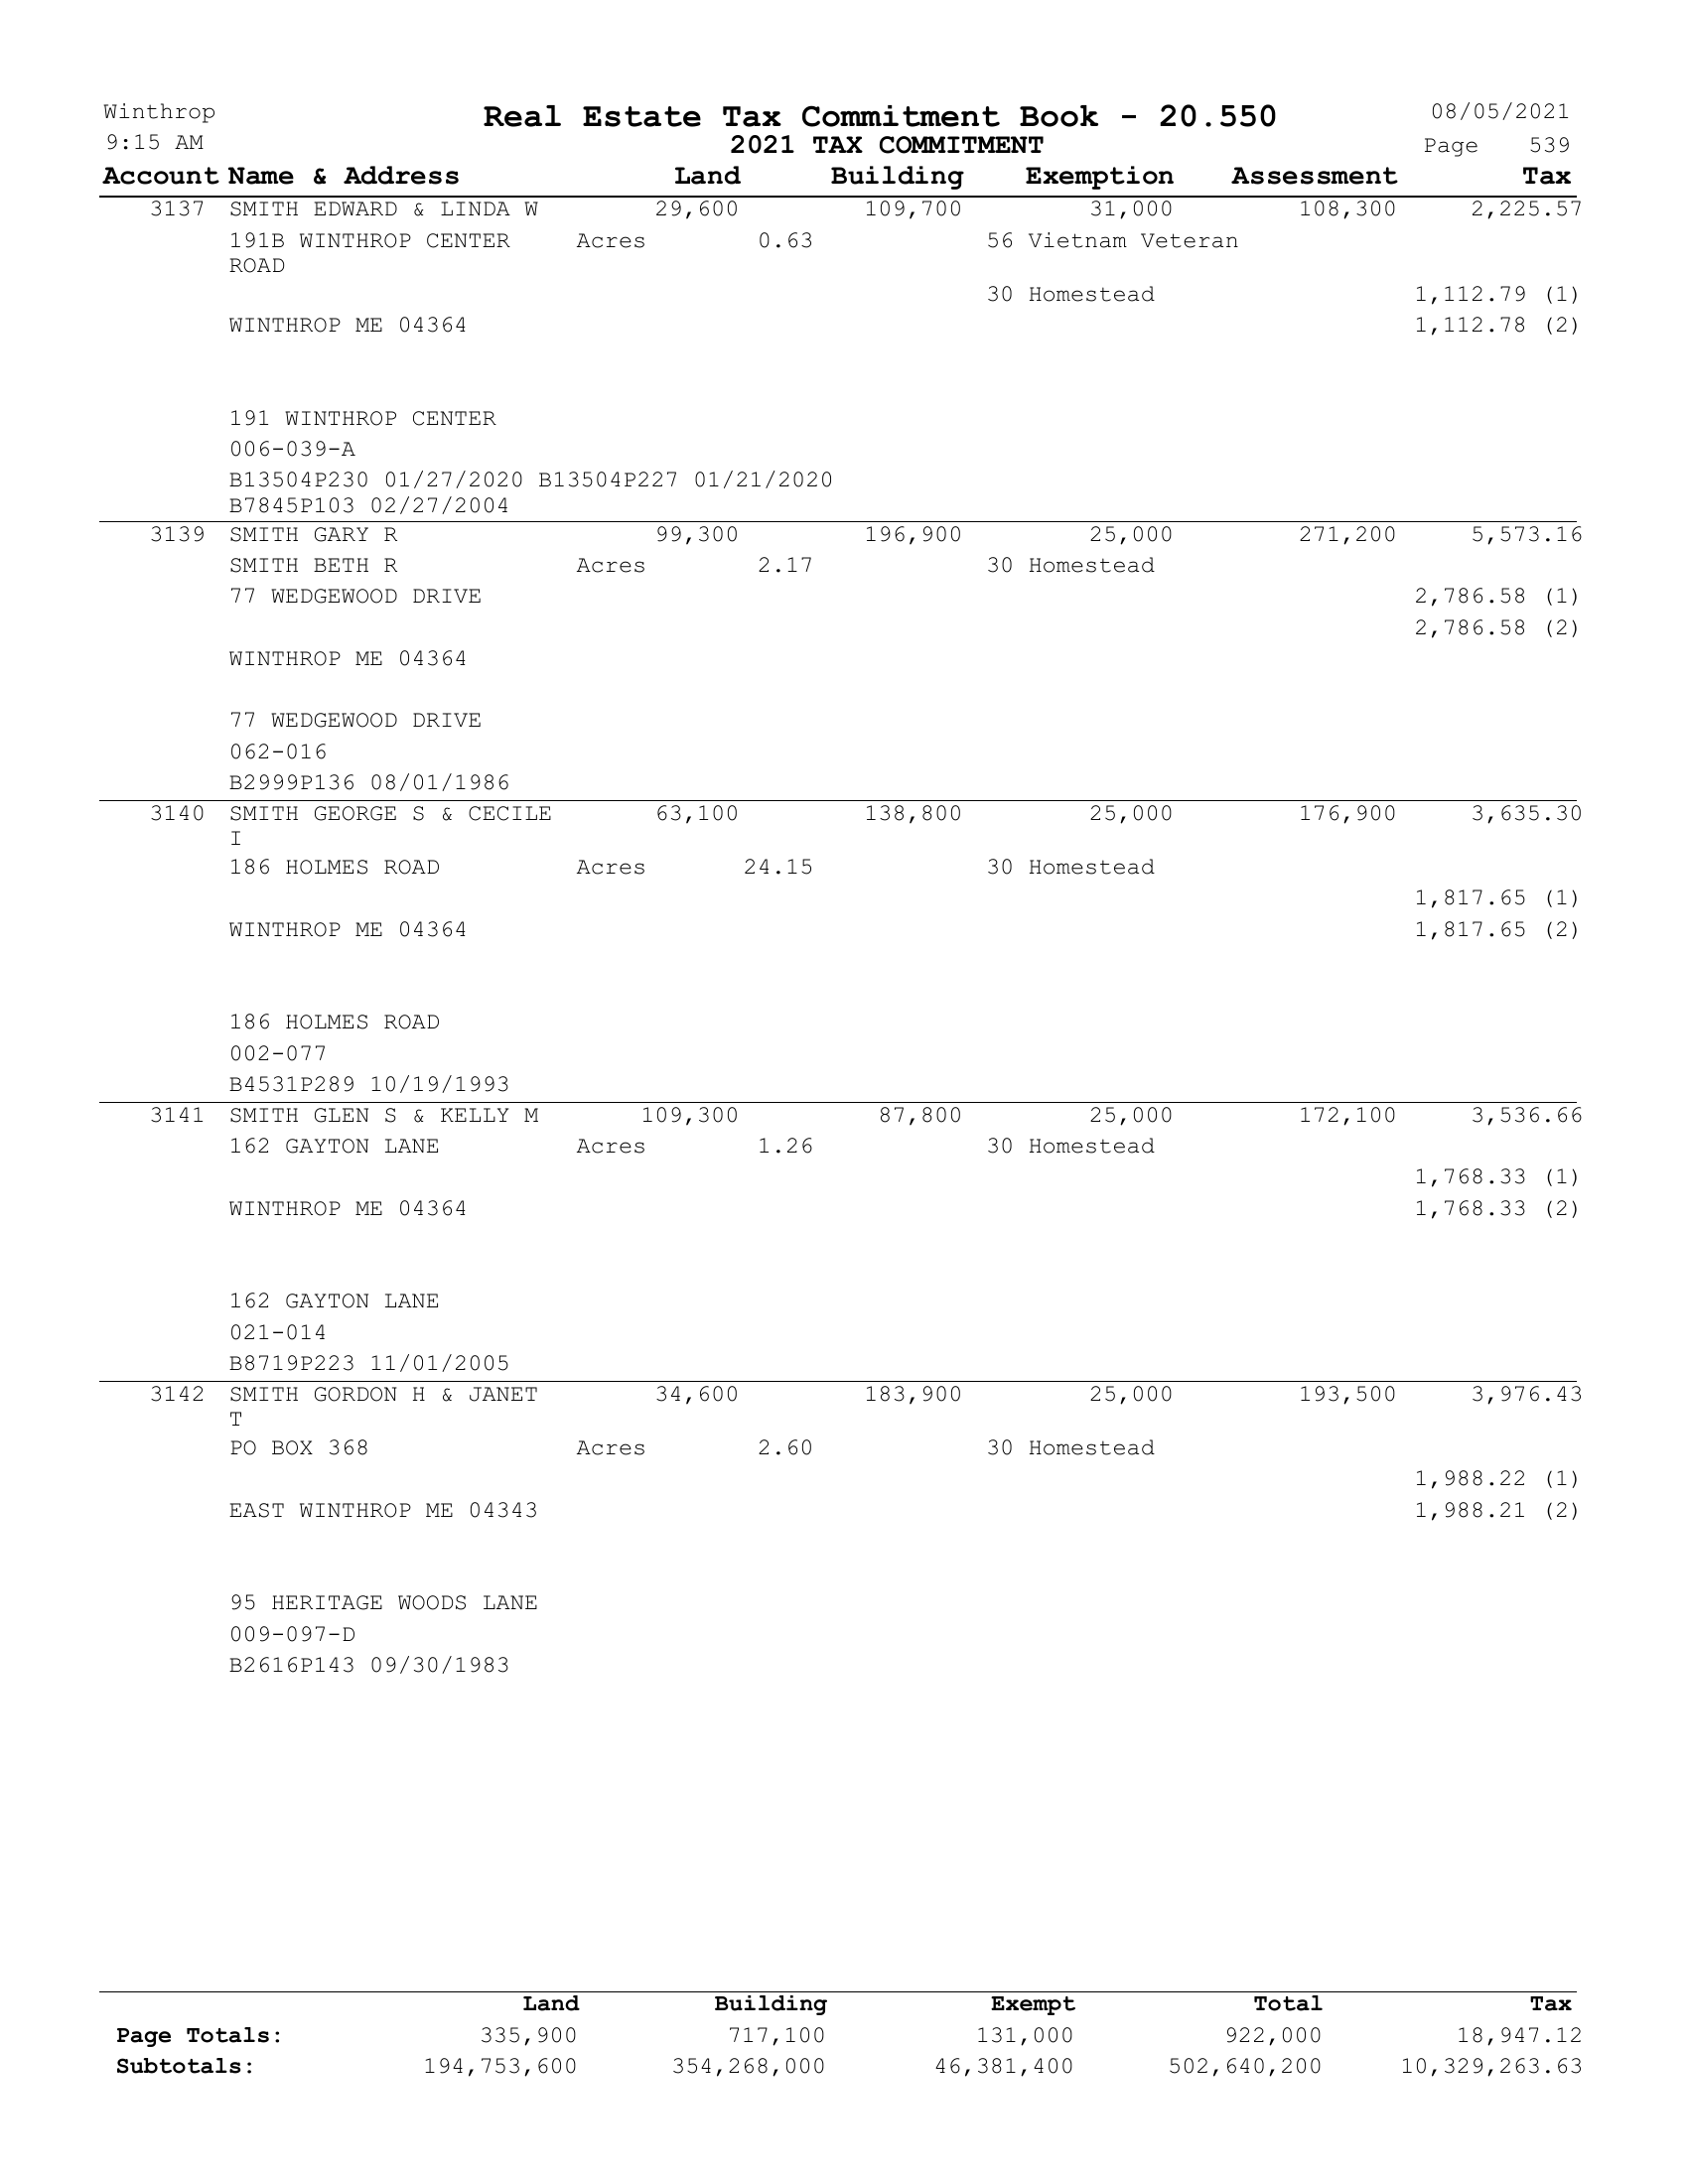 Winthrop Real Estate Tax Commitment Book - 20.550 08/05/2021
9:15 AM 2021 TAX COMMITMENT Page 539
Account Name & Address Land Building Exemption Assessment Tax
3137 SMITH EDWARD & LINDA W 29,600 109,700 31,000 108,300 2,225.57
191B WINTHROP CENTER Acres 0.63 56 Vietnam Veteran
ROAD
30 Homestead 1,112.79 (1)
WINTHROP ME 04364 1,112.78 (2)
191 WINTHROP CENTER
006-039-A
B13504P230 01/27/2020 B13504P227 01/21/2020
B7845P103 02/27/2004
3139 SMITH GARY R 99,300 196,900 25,000 271,200 5,573.16
SMITH BETH R Acres 2.17 30 Homestead
77 WEDGEWOOD DRIVE 2,786.58 (1)
2,786.58 (2)
WINTHROP ME 04364
77 WEDGEWOOD DRIVE
062-016
B2999P136 08/01/1986
3140 SMITH GEORGE S & CECILE 63,100 138,800 25,000 176,900 3,635.30
I
186 HOLMES ROAD Acres 24.15 30 Homestead
1,817.65 (1)
WINTHROP ME 04364 1,817.65 (2)
186 HOLMES ROAD
002-077
B4531P289 10/19/1993
3141 SMITH GLEN S & KELLY M 109,300 87,800 25,000 172,100 3,536.66
162 GAYTON LANE Acres 1.26 30 Homestead
1,768.33 (1)
WINTHROP ME 04364 1,768.33 (2)
162 GAYTON LANE
021-014
B8719P223 11/01/2005
3142 SMITH GORDON H & JANET 34,600 183,900 25,000 193,500 3,976.43
T
PO BOX 368 Acres 2.60 30 Homestead
1,988.22 (1)
EAST WINTHROP ME 04343 1,988.21 (2)
95 HERITAGE WOODS LANE
009-097-D
B2616P143 09/30/1983
Land Building Exempt Total Tax
Page Totals: 335,900 717,100 131,000 922,000 18,947.12
Subtotals: 194,753,600 354,268,000 46,381,400 502,640,200 10,329,263.63